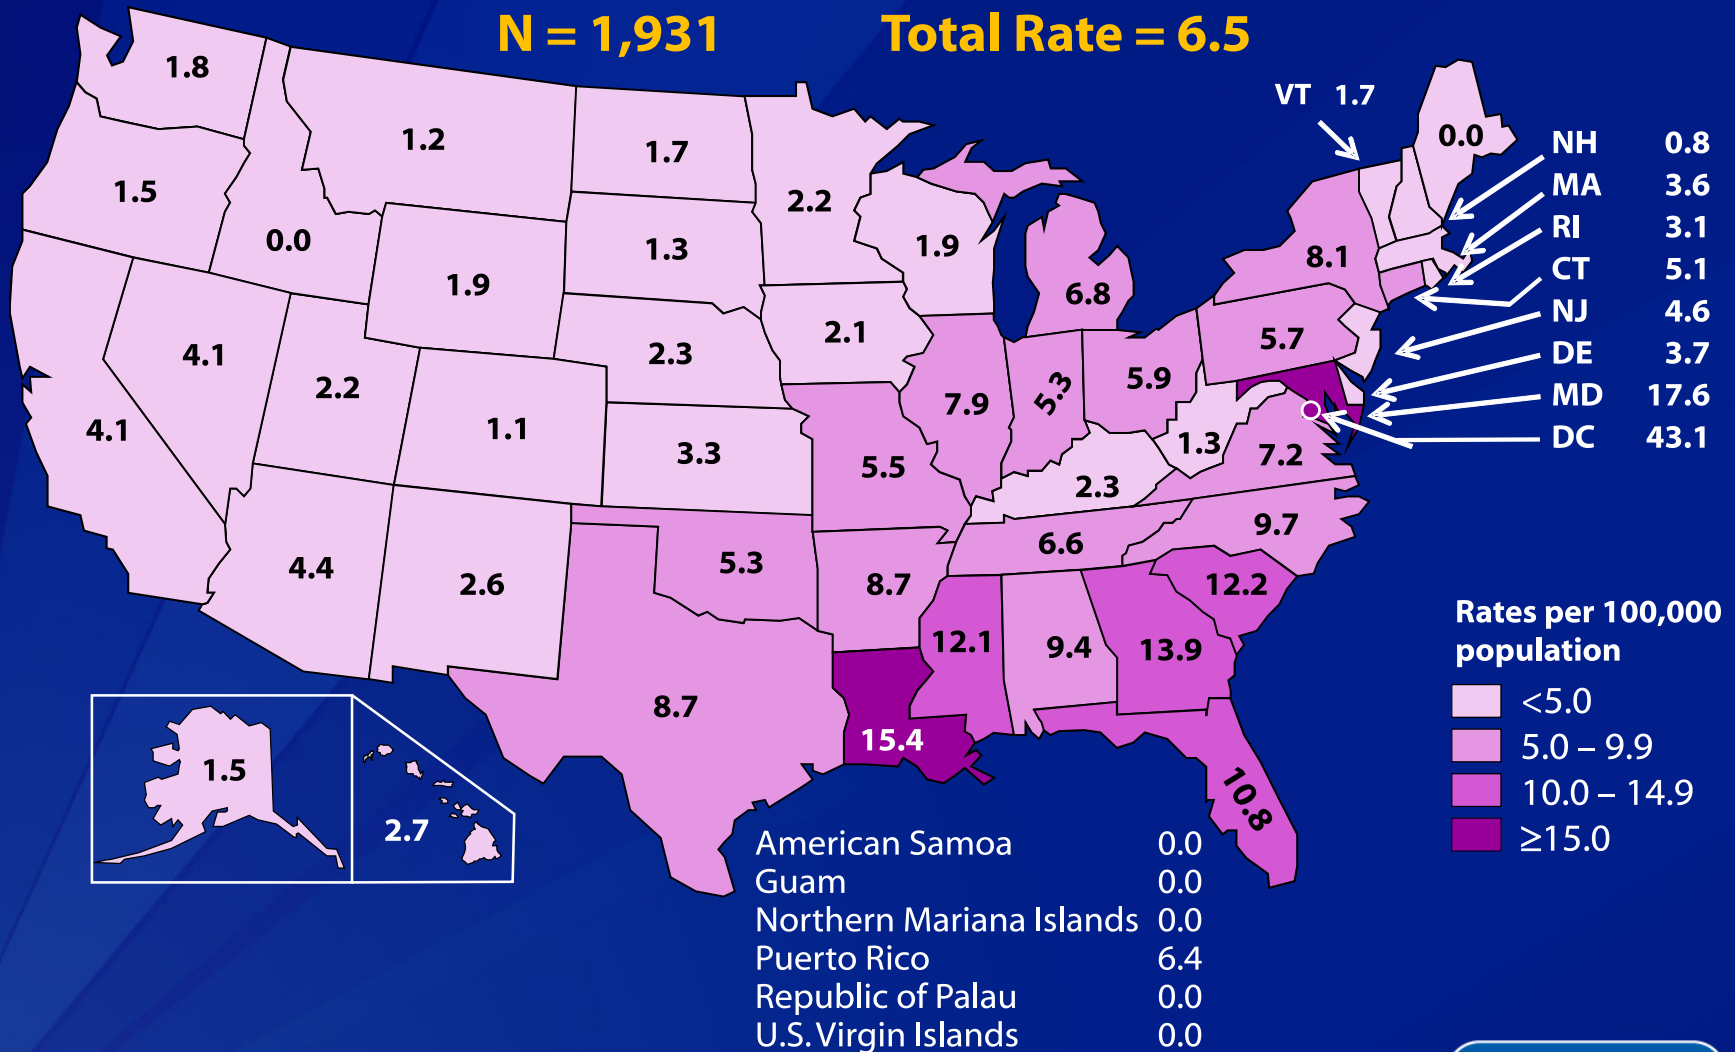 N = 1,931 Total Rate = 6.5
1.8
1.2
1.7
VT 1.7
0.0
NH 0.8
MA 3.6
RI 3.1
CT 5.1
NJ 4.6
DE 3.7
MD 17.6
DC 43.1
1.5
0.0
1.9
1.3
2.2
1.9
6.8
8.1
4.1
4.1
2.2
1.1
2.3
2.1
7.9
5.3
5.9
5.7
3.3
5.5
2.3
1.3
7.2
4.4
2.6
5.3
8.7
6.6
9.7
12.2
8.7
15.4
12.1
9.4
13.9
10.8
1.5
2.7
Rates per 100,000
population
<5.0
5.0 – 9.9
10.0 – 14.9
≥15.0
American Samoa 0.0
Guam 0.0
Northern Mariana Islands 0.0
Puerto Rico 6.4
Republic of Palau 0.0
U.S. Virgin Islands 0.0